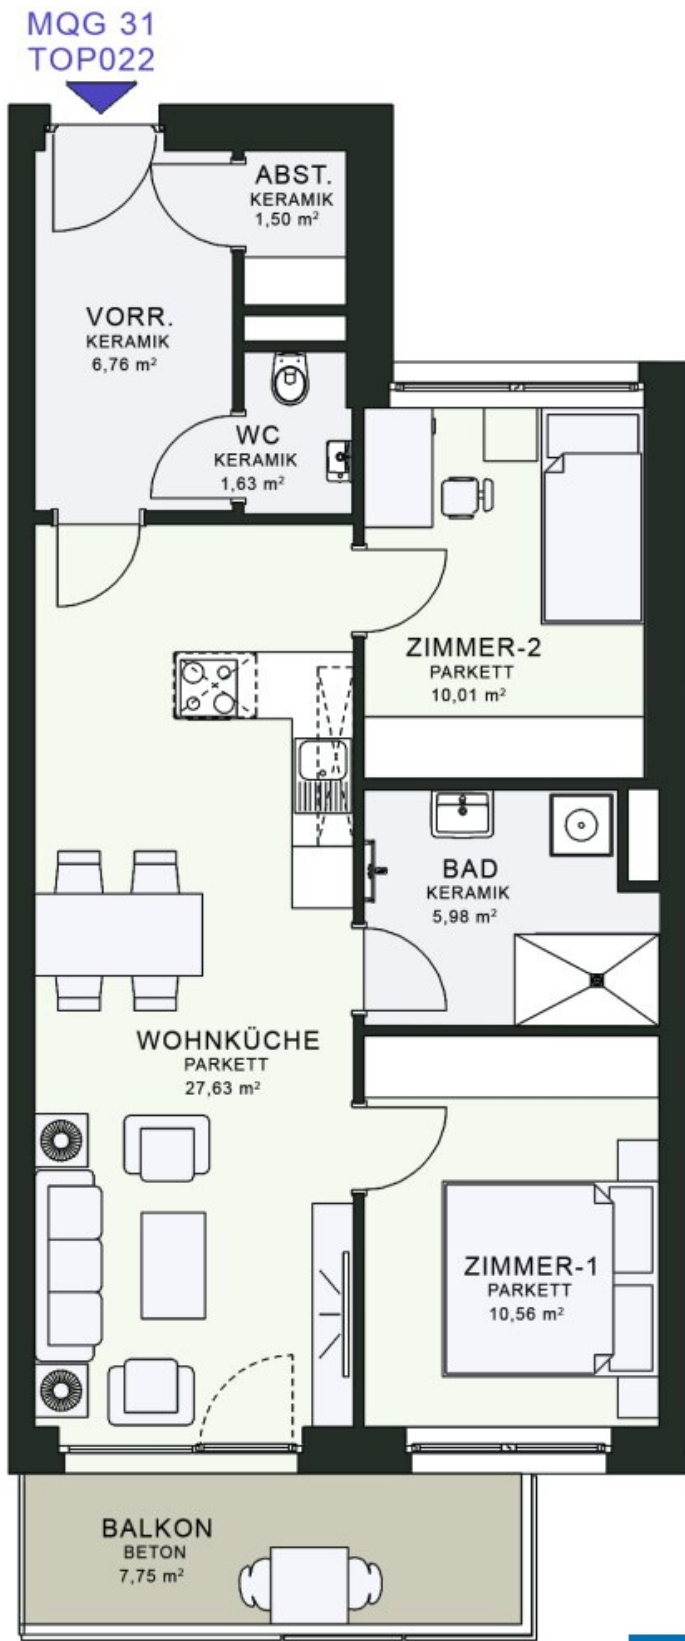 MQG 31
TOP022
ABST.
KERAMIK
1,50 m²
VORR.
KERAMIK
6,76 m²
WC
KERAMIK
1,63 m²
ZIMMER-2
PARKETT
10,01 m²
BAD
KERAMIK
5,98 m²
WOHNKÜCHE
PARKETT
27,63 m²
ZIMMER-1
PARKETT
10,56 m²
BALKON
BETON
7,75 m²